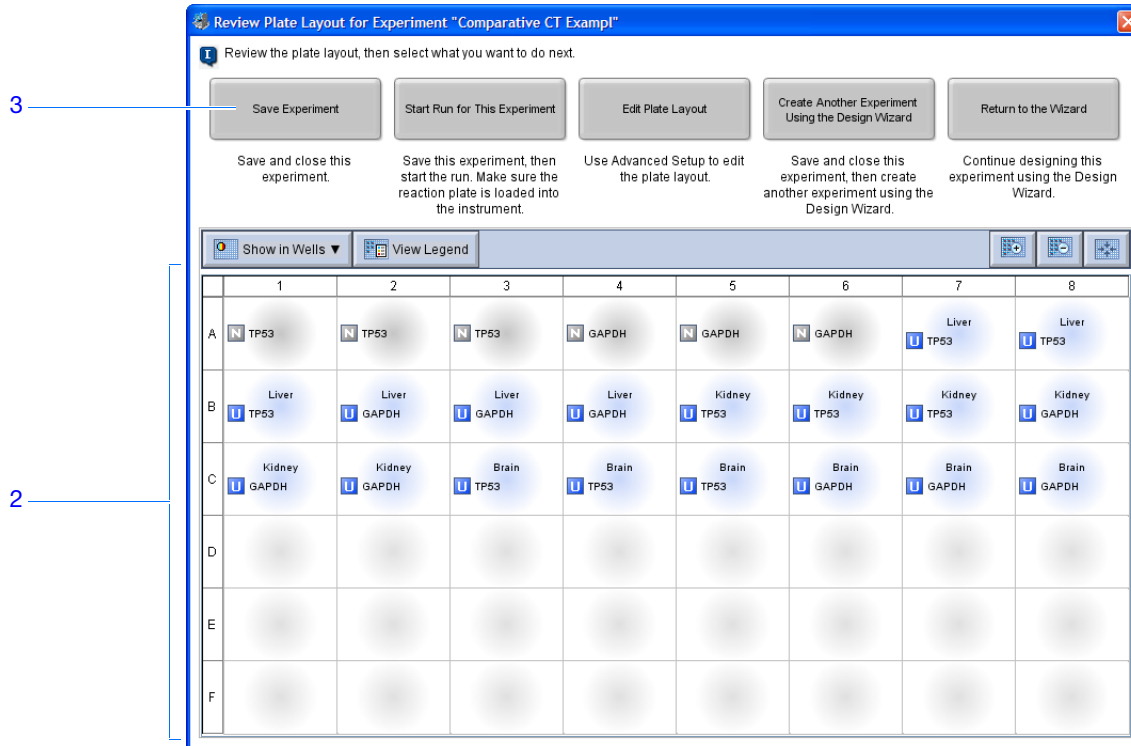 Review Plate Layout for Experiment "Comparative CT Exampl"
Review the plate layout, then select what you want to do next.
3
Save Experiment
Start Run for This Experiment
Edit Plate Layout
Create Another Experiment
Using the Design Wizard
Return to the Wizard
Save and close this
experiment.
Save this experiment, then
start the run. Make sure the
reaction plate is loaded into
the instrument.
Use Advanced Setup to edit
the plate layout.
Save and close this
experiment, then create
another experiment using the
Design Wizard.
Continue designing this
experiment using the Design
Wizard.
Show in Wells ▼ View Legend
2
1 2 3 4 5 6 7 8
Liver Liver
A N TP53 N TP53 N TP53 N GAPDH N GAPDH N GAPDH U TP53 U TP53
Liver Liver Liver Liver Kidney Kidney Kidney Kidney
B U TP53 U GAPDH U GAPDH U GAPDH U TP53 U TP53 U TP53 U GAPDH
Kidney Kidney Brain Brain Brain Brain Brain Brain
C U GAPDH U GAPDH U TP53 U TP53 U TP53 U GAPDH U GAPDH U GAPDH
D
E
F